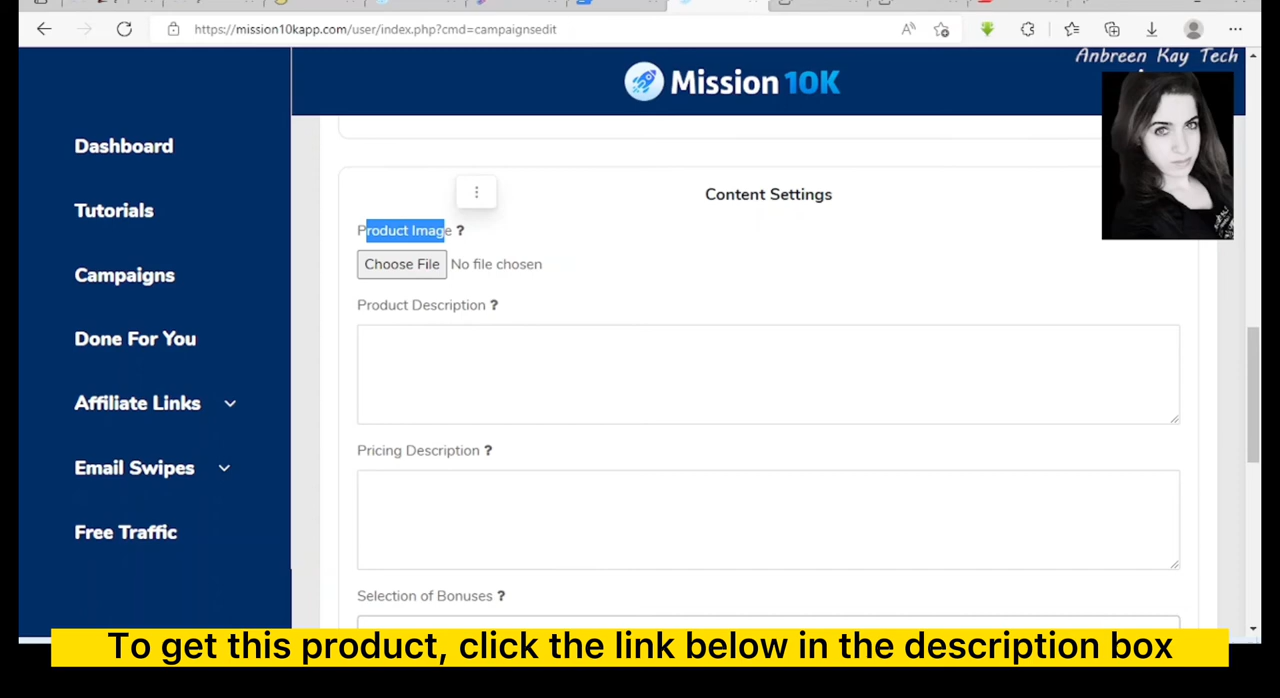 https://mission10kapp.com/user/index.php?cmd=campaignsedit
Anbreen Kay Tech
Mission 10K
Dashboard
Tutorials
Campaigns
Done For You
Affiliate Links
Email Swipes
Free Traffic
Content Settings
Product Image ?
Choose File No file chosen
Product Description ?
Pricing Description ?
Selection of Bonuses ?
To get this product, click the link below in the description box